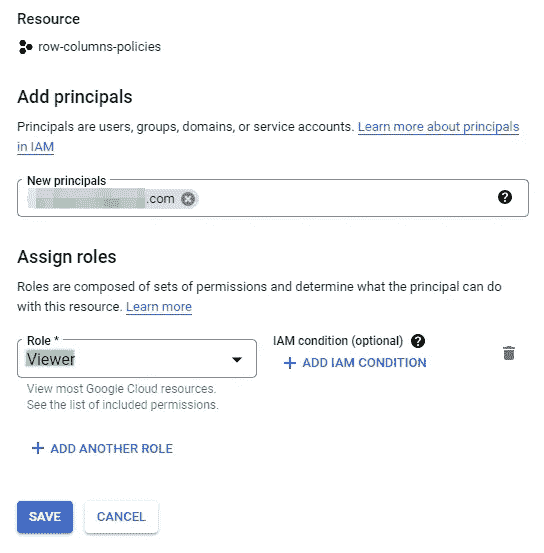 Resource
row-columns-policies
Add principals
Principals are users, groups, domains, or service accounts. Learn more about principals
in IAM
New principals
.com
Assign roles
Roles are composed of sets of permissions and determine what the principal can do
with this resource. Learn more
Role * IAM condition (optional)
Viewer + ADD IAM CONDITION
View most Google Cloud resources.
See the list of included permissions.
+ ADD ANOTHER ROLE
SAVE CANCEL